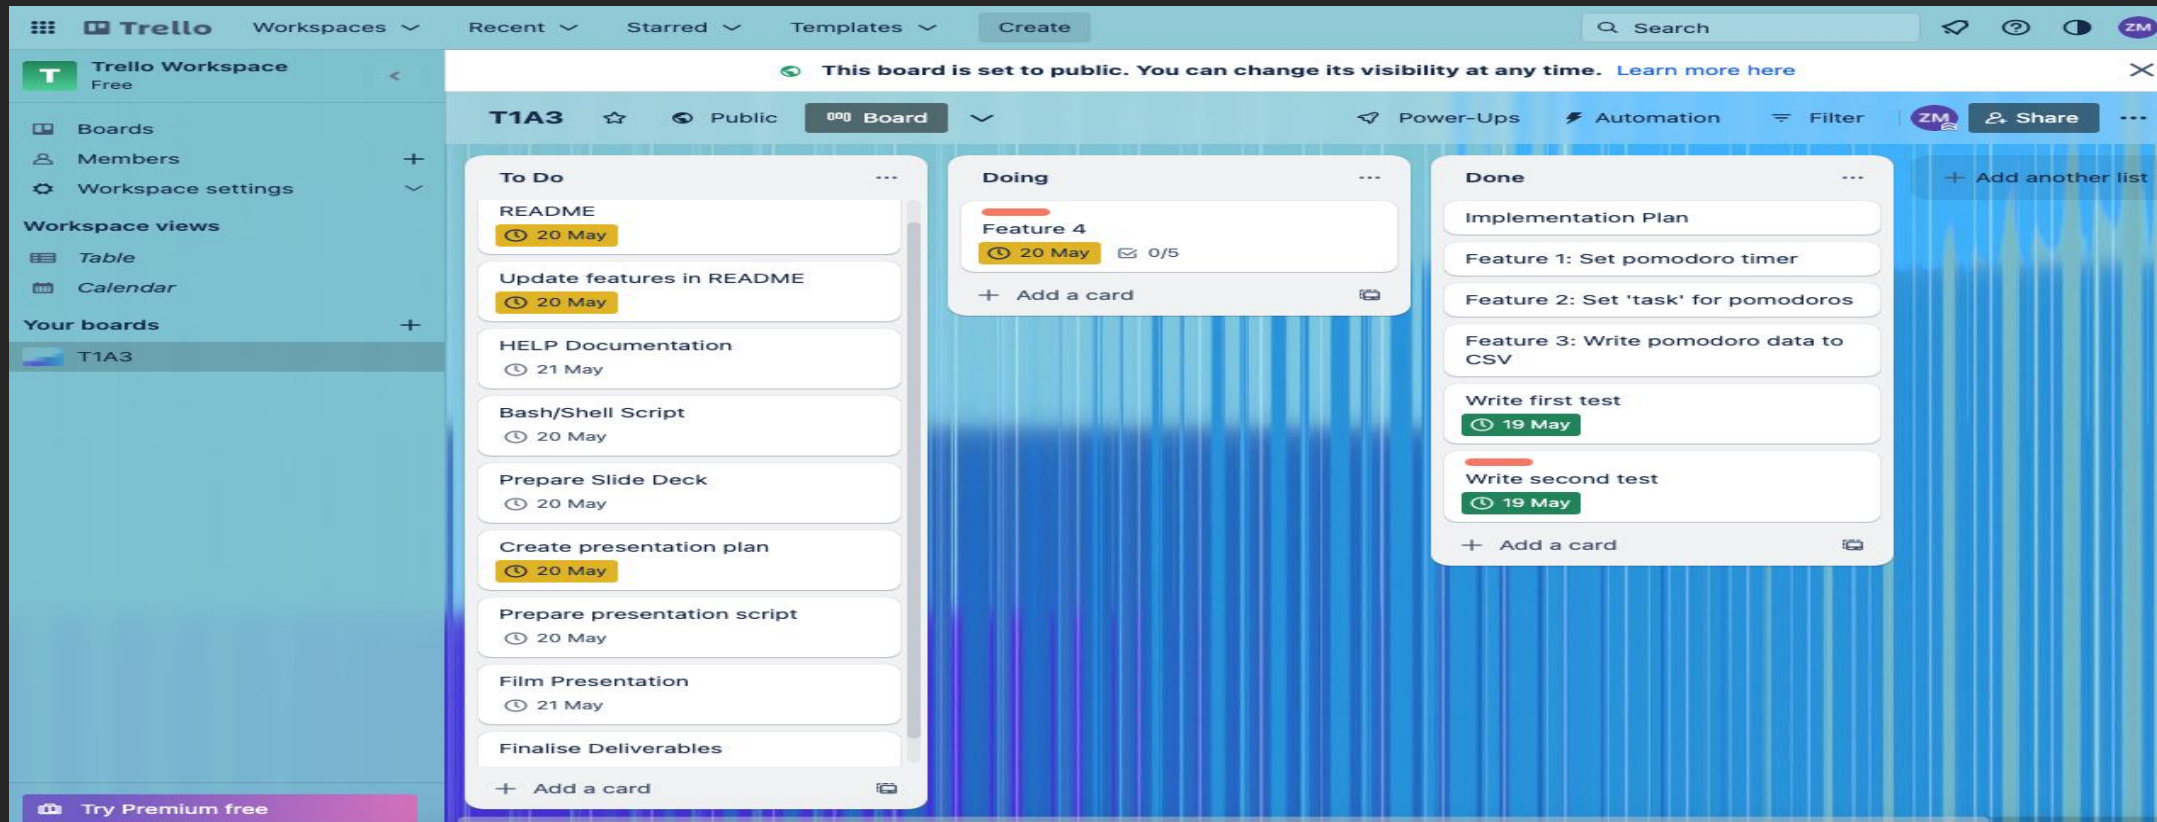 Trello
Workspaces
Recent
Starred
Templates
Create
Search
ZM
T
Trello Workspace
Free
Boards
Members
Workspace settings
Workspace views
Table
Calendar
Your boards
T1A3
Try Premium free
This board is set to public. You can change its visibility at any time. Learn more here
T1A3
Public
Board
Power-Ups
Automation
Filter
ZM
Share
To Do
README
20 May
Update features in README
20 May
HELP Documentation
21 May
Bash/Shell Script
20 May
Prepare Slide Deck
20 May
Create presentation plan
20 May
Prepare presentation script
20 May
Film Presentation
21 May
Finalise Deliverables
+ Add a card
Doing
Feature 4
20 May 0/5
+ Add a card
Done
Implementation Plan
Feature 1: Set pomodoro timer
Feature 2: Set 'task' for pomodoros
Feature 3: Write pomodoro data to
CSV
Write first test
19 May
Write second test
19 May
+ Add a card
+ Add another list